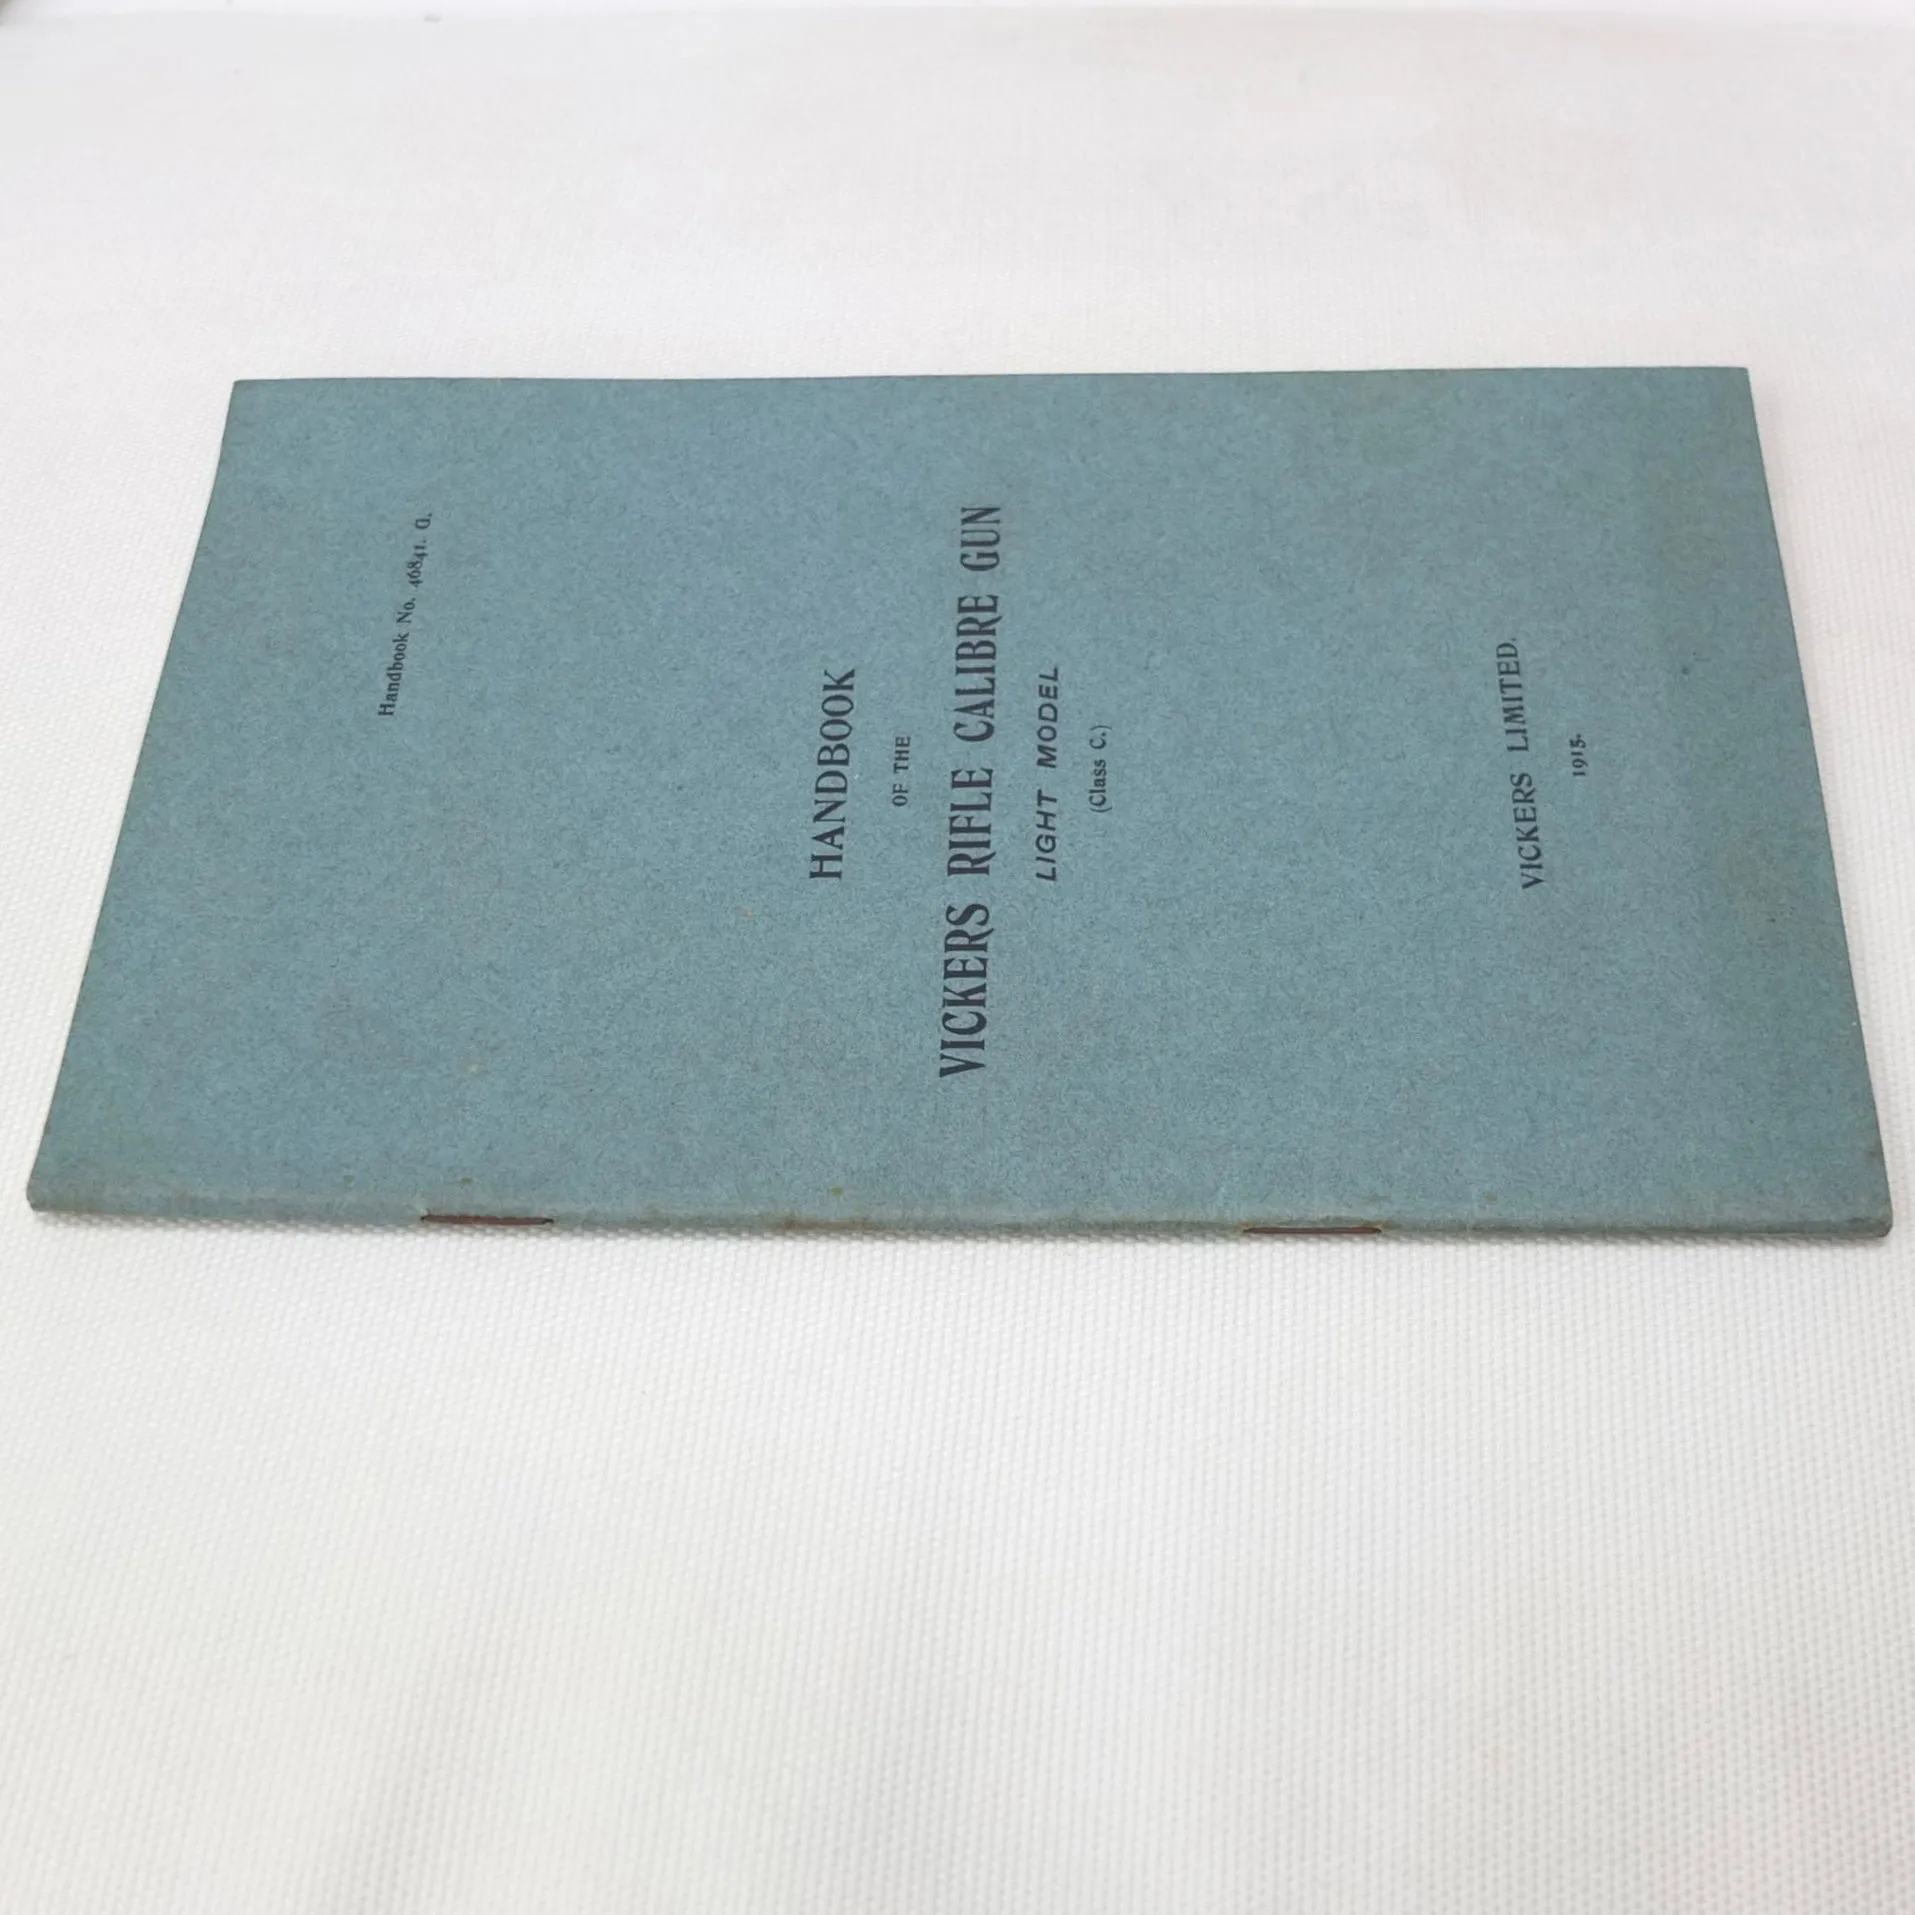 Handbook No. 46841. G.
HANDBOOK
OF THE
VICKERS RIFLE CALIBRE GUN
LIGHT MODEL
(Class C.)
VICKERS LIMITED.
1915.